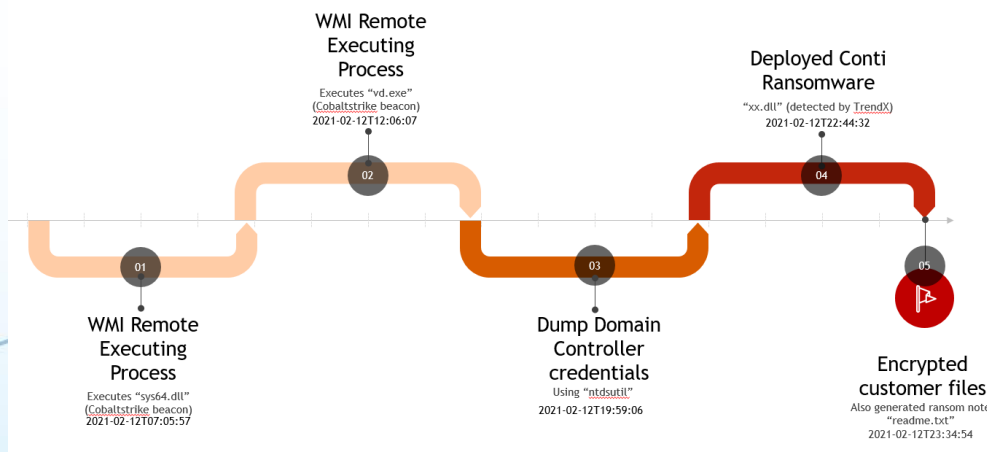 01
WMI Remote
Executing
Process
Executes “sys64.dll”
(Cobaltstrike beacon)
2021-02-12T07:05:57
WMI Remote
Executing
Process
Executes “vd.exe”
(Cobaltstrike beacon)
2021-02-12T12:06:07
02
03
Dump Domain
Controller
credentials
Using “ntdsutil”
2021-02-12T19:59:06
Deployed Conti
Ransomware
“xx.dll” (detected by TrendX)
2021-02-12T22:44:32
04
05
Encrypted
customer files
Also generated ransom note
“readme.txt”
2021-02-12T23:34:54